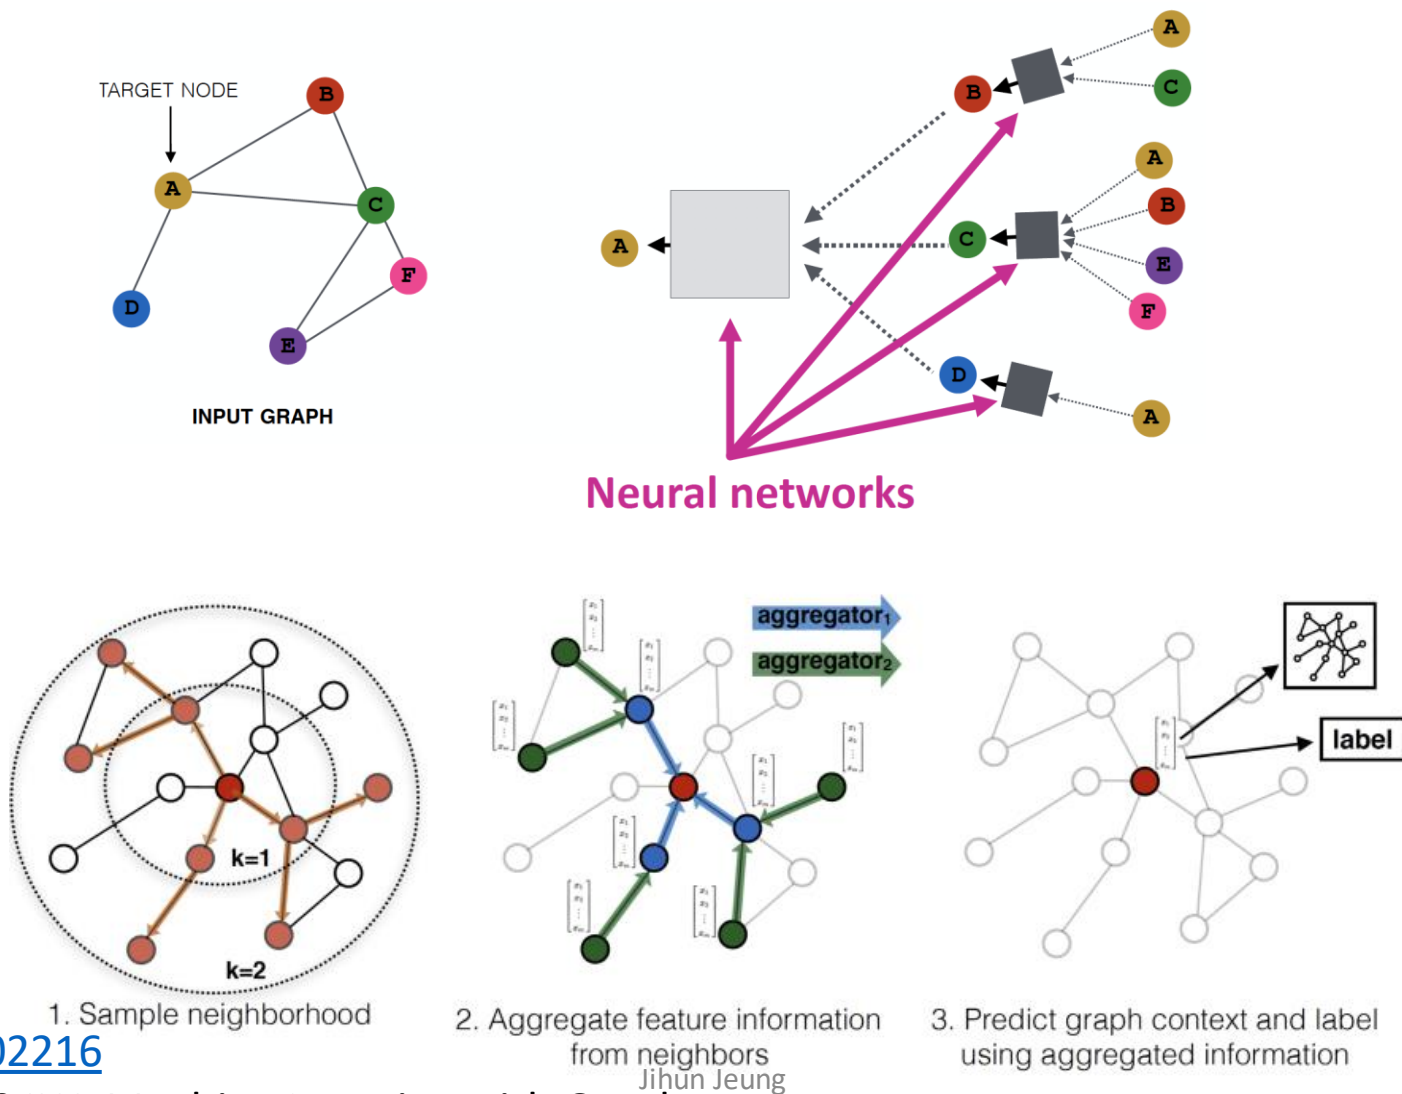 TARGET NODE
B
A
C
F
D
E
INPUT GRAPH
A
B
A
C
C
A
B
E
F
D
A
A
Neural networks
k=1
k=2
aggregator1
aggregator2
label
1. Sample neighborhood
2. Aggregate feature information
from neighbors
3. Predict graph context and label
using aggregated information
02216
Jihun Jeung